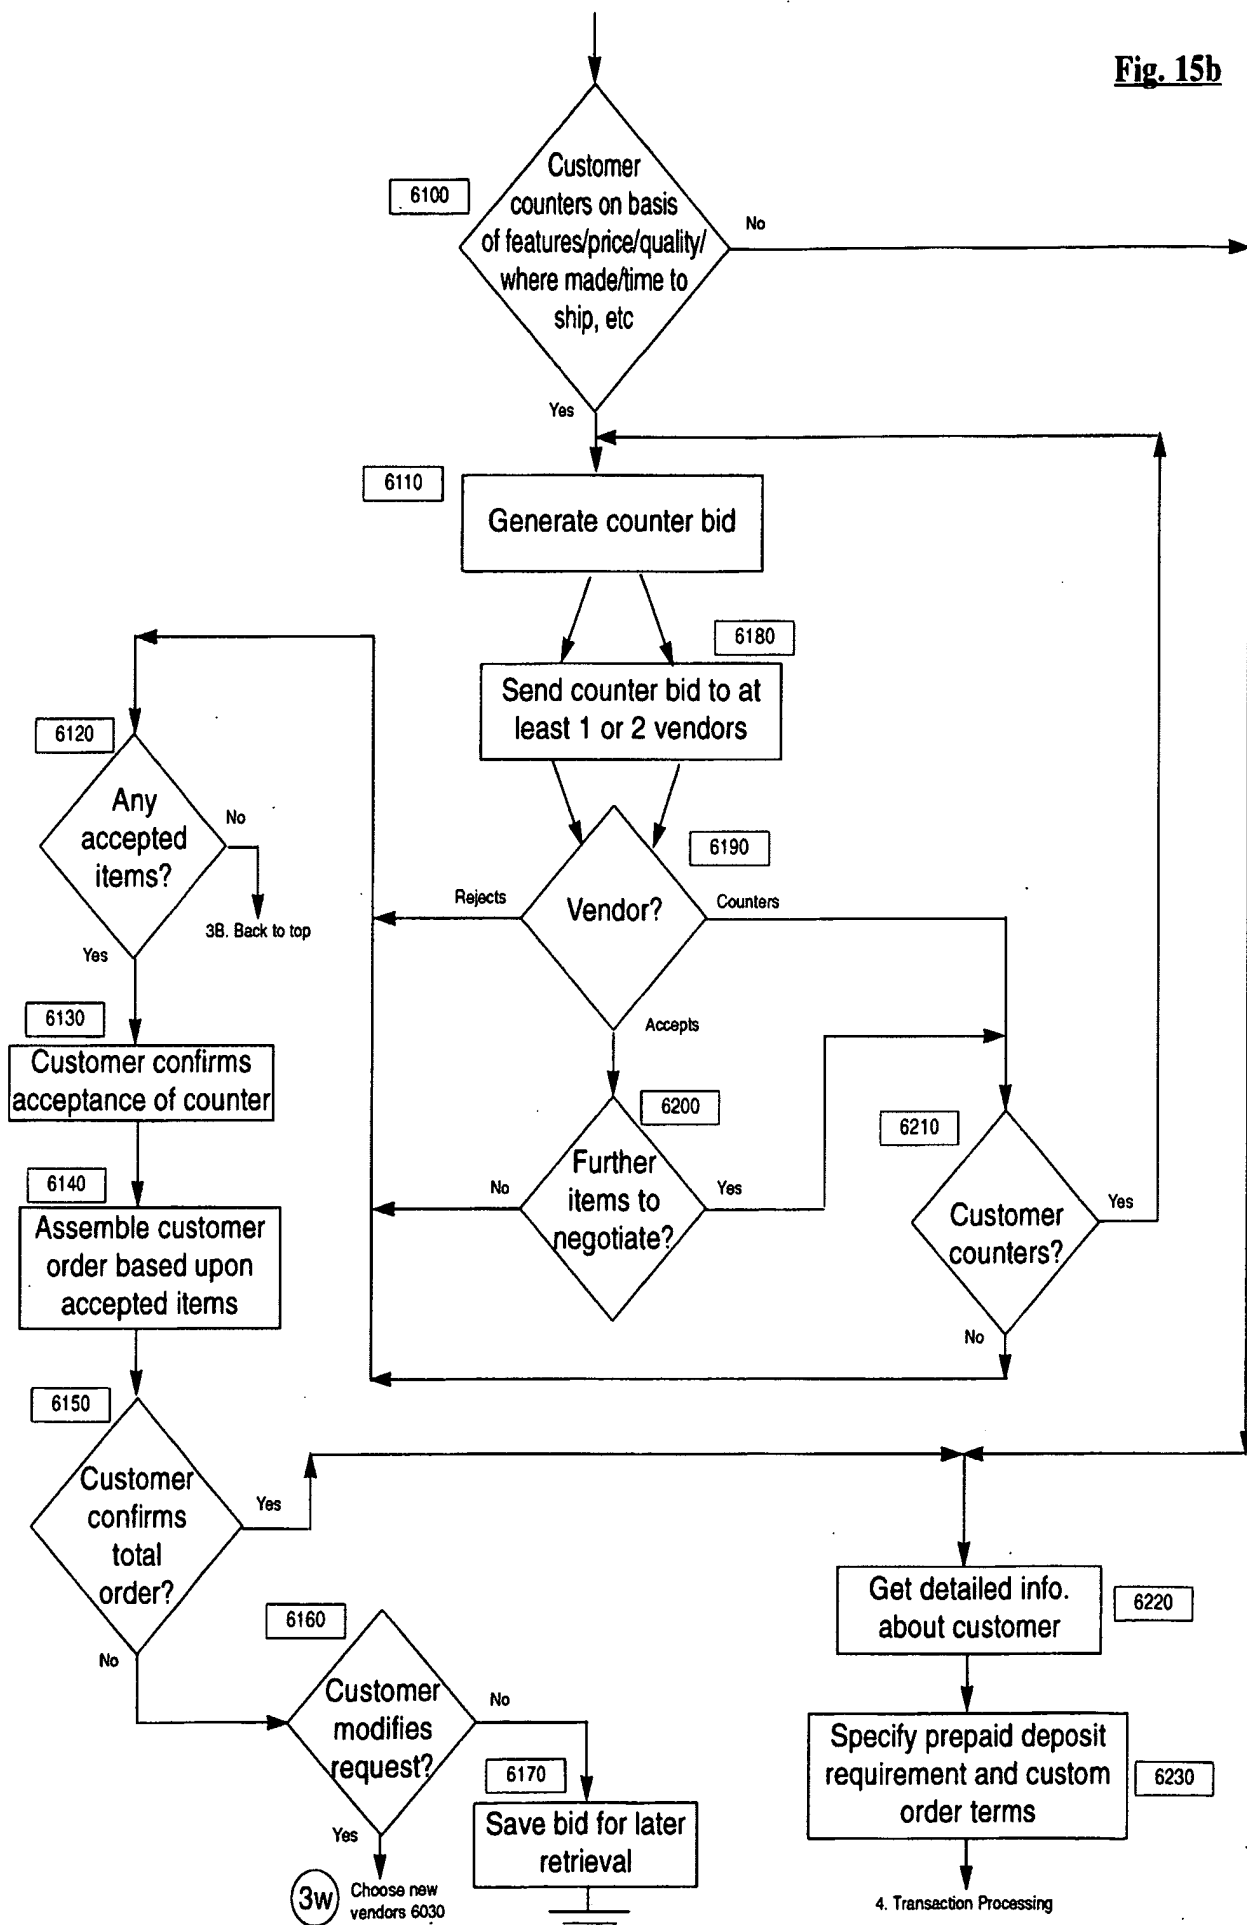 Fig. 15b
6100
Customer
counters on basis
of features/price/quality/
where made/time to
ship, etc
No
Yes
6110
Generate counter bid
6180
Send counter bid to at
least 1 or 2 vendors
6120
Any
accepted
items?
No
3B. Back to top
Yes
6190
Vendor?
Rejects
Counters
Accepts
6130
Customer confirms
acceptance of counter
6200
Further
items to
negotiate?
No
Yes
6210
Customer
counters?
Yes
No
6140
Assemble customer
order based upon
accepted items
6150
Customer
confirms
total
order?
Yes
No
6160
Customer
modifies
request?
No
Yes
3w
Choose new
vendors 6030
6170
Save bid for later
retrieval
Get detailed info.
about customer
6220
Specify prepaid deposit
requirement and custom
order terms
6230
4. Transaction Processing